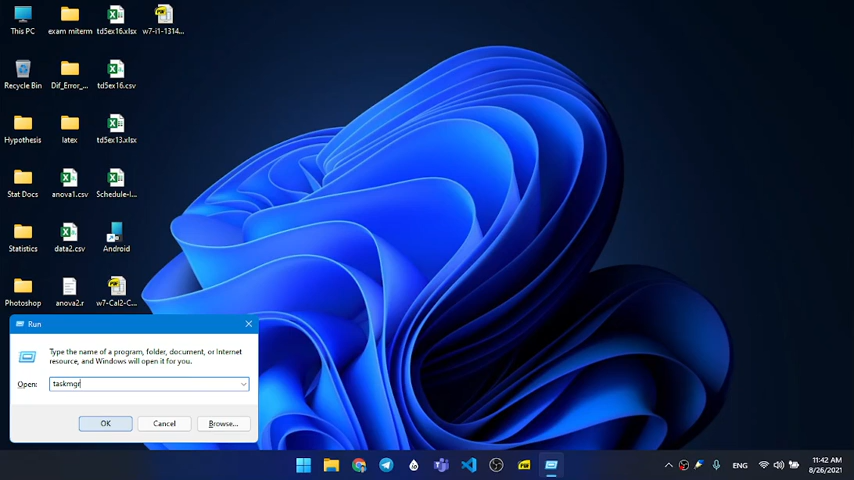 This PC
exam miterm
td5ex16.xlsx
w7-i1-1314...
Recycle Bin
Dif_Error_...
td5ex16.csv
Hypothesis
latex
td5ex13.xlsx
Stat Docs
anova1.csv
Schedule-I...
Statistics
data2.csv
Android
Photoshop
anova2.r
w7-Cal2-C...
Run
Type the name of a program, folder, document, or Internet
resource, and Windows will open it for you.
Open:
taskmgr
OK
Cancel
Browse...
ENG
11:42 AM
8/26/2021